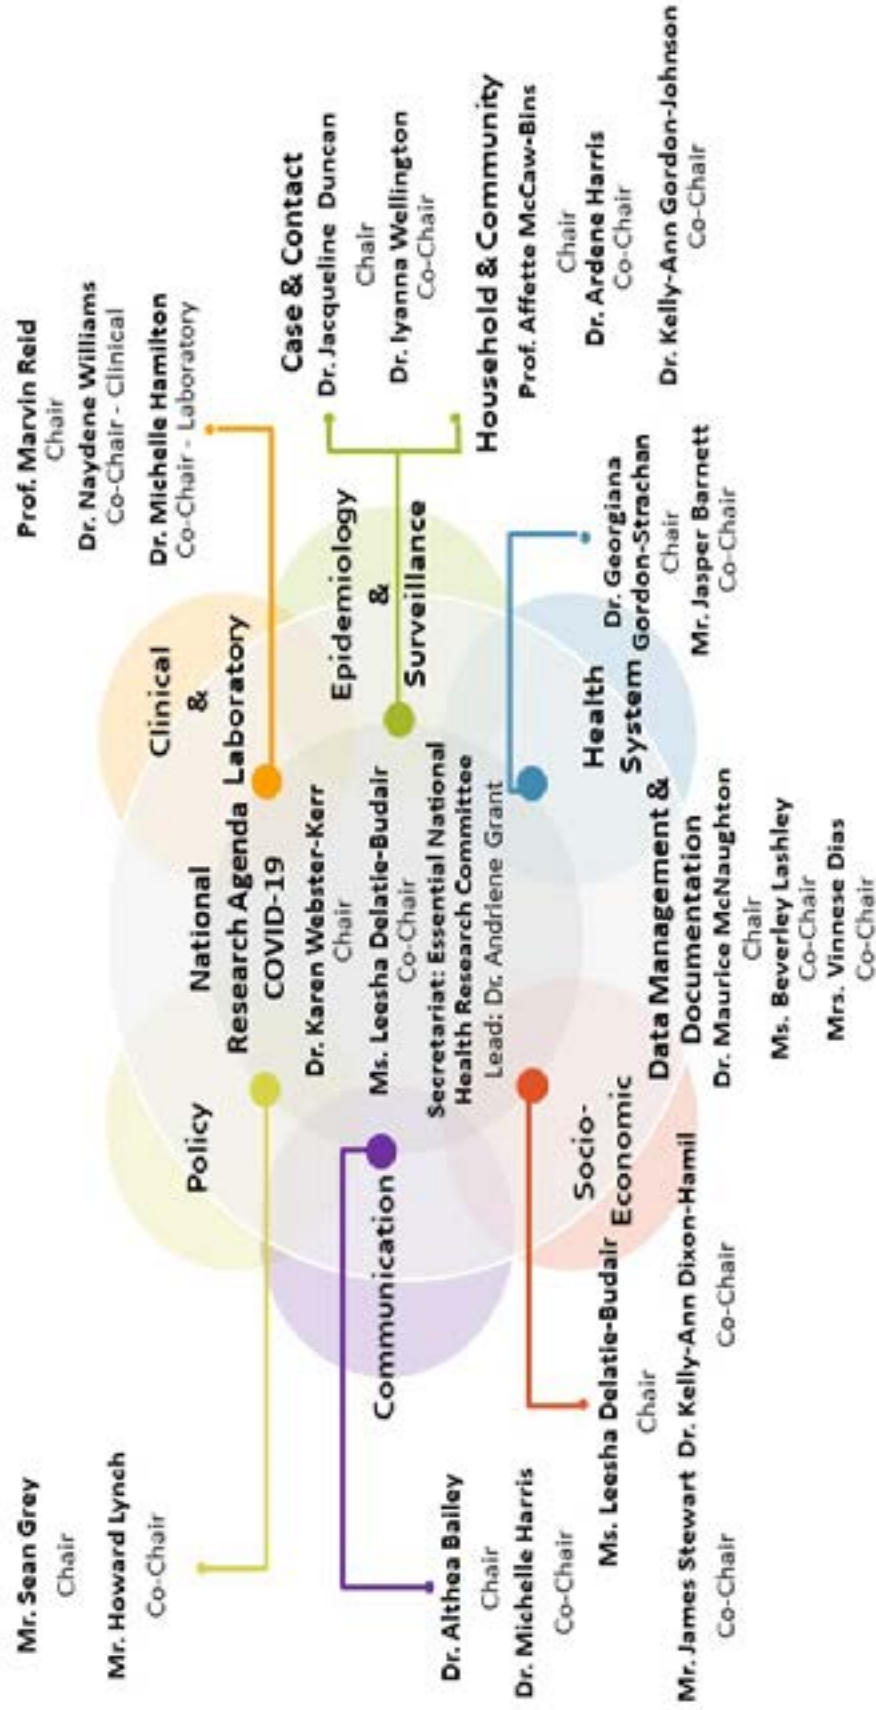 Mr. Sean Grey
Chair
Mr. Howard Lynch
Co-Chair
Policy
National
Research Agenda
COVID-19
Dr. Karen Webster-Kerr
Chair
Ms. Leesha Delatie-Budair
Co-Chair
Secretariat: Essential National
Health Research Committee
Lead: Dr. Andriene Grant
Clinical
&
Laboratory
Prof. Marvin Reid
Chair
Dr. Naydene Williams
Co-Chair - Clinical
Dr. Michelle Hamilton
Co-Chair - Laboratory
Epidemiology
&
Surveillance
Case & Contact
Dr. Jacqueline Duncan
Chair
Dr. Iyanna Wellington
Co-Chair
Household & Community
Prof. Affette McCaw-Bins
Chair
Dr. Ardene Harris
Co-Chair
Dr. Kelly-Ann Gordon-Johnson
Co-Chair
Communication
Dr. Althea Bailey
Chair
Dr. Michelle Harris
Co-Chair
Socio-
Economic
Ms. Leesha Delatie-Budair
Chair
Mr. James Stewart
Co-Chair
Dr. Kelly-Ann Dixon-Hamil
Co-Chair
Data Management &
Documentation
Dr. Maurice McNaughton
Chair
Ms. Beverley Lashley
Co-Chair
Mrs. Vinnese Dias
Co-Chair
Health
System
Dr. Georgiana
Gordon-Strachan
Chair
Mr. Jasper Barnett
Co-Chair